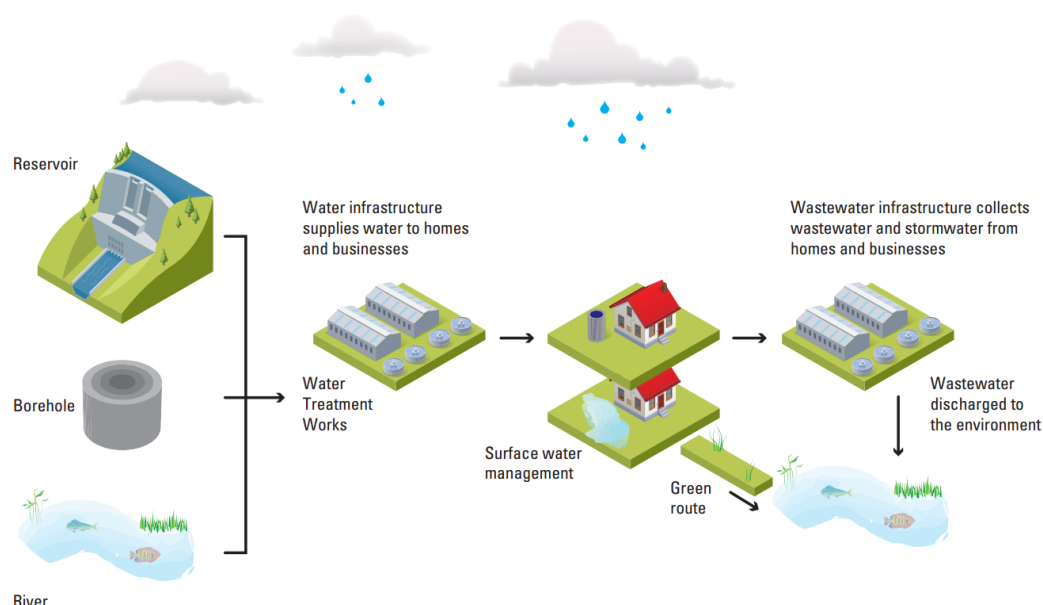 Reservoir
Water infrastructure
supplies water to homes
and businesses
Wastewater infrastructure collects
wastewater and stormwater from
homes and businesses
Borehole
Water
Treatment
Works
Wastewater
discharged to
the environment
Surface water
management
Green
route
River